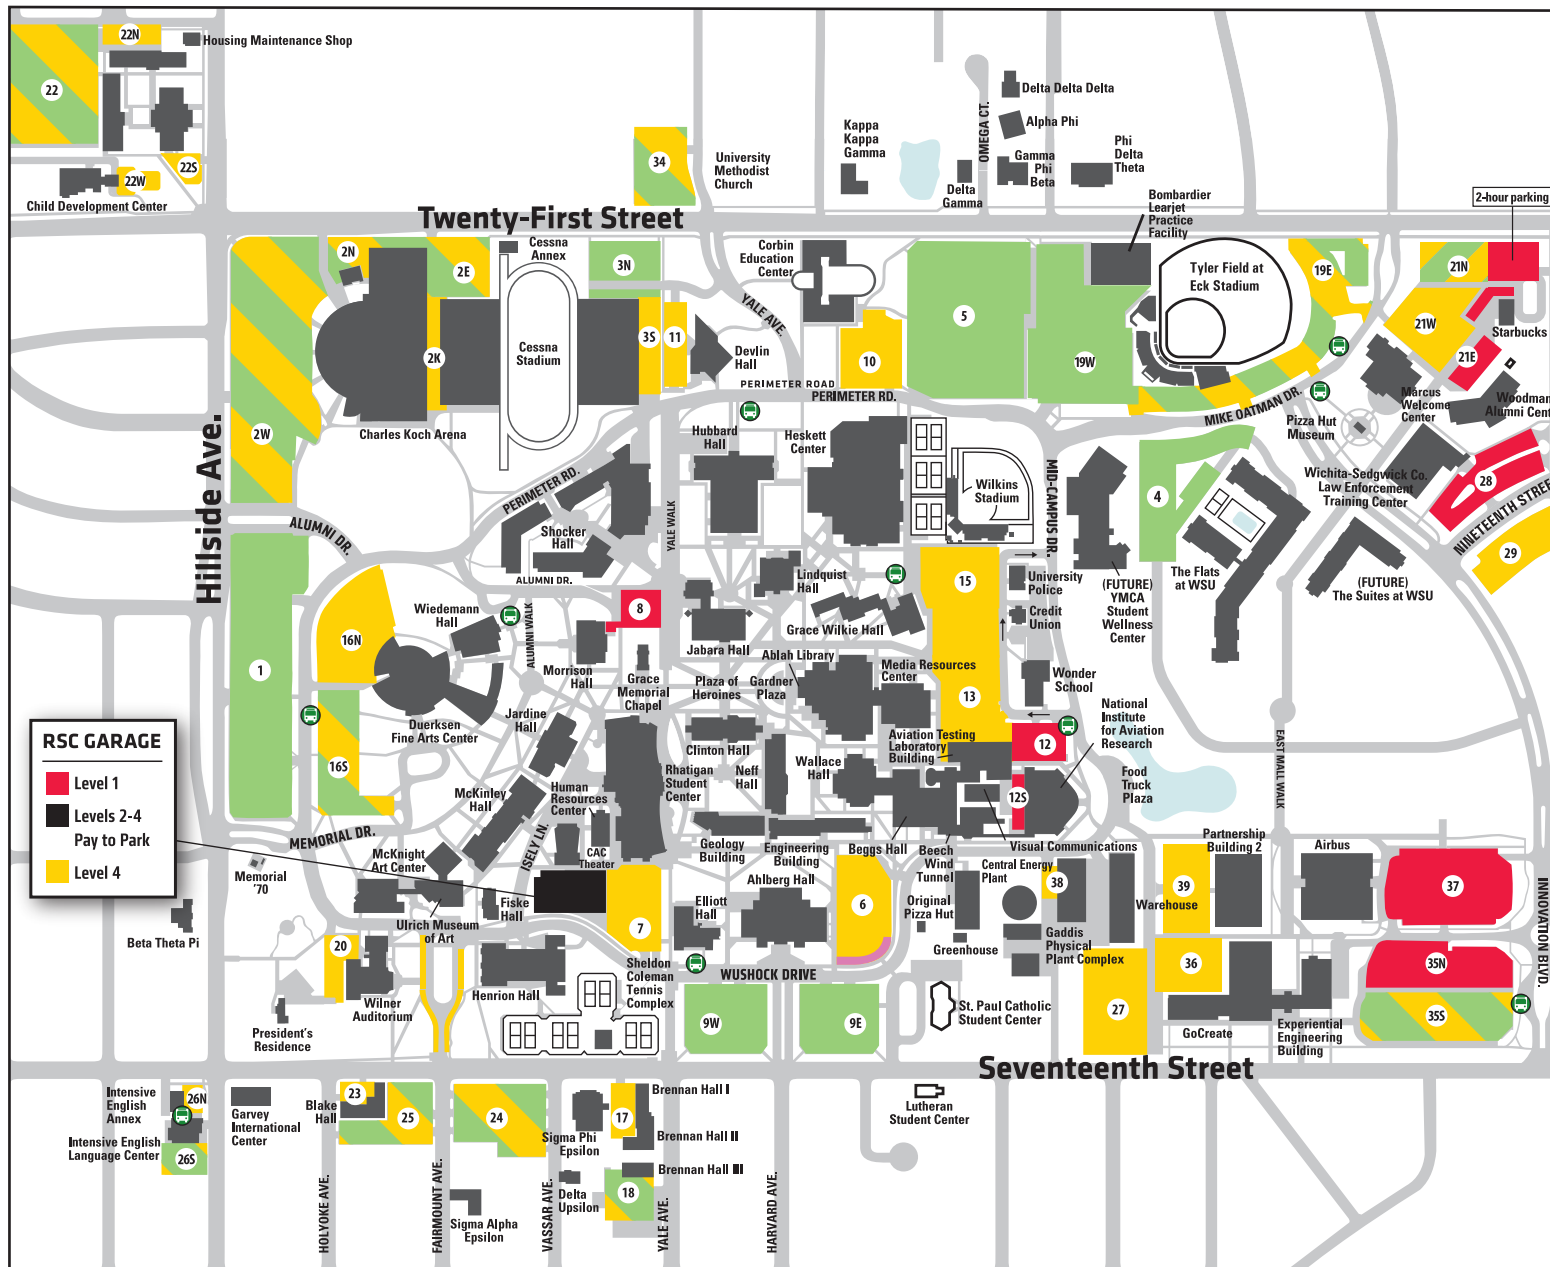 22N
Housing Maintenance Shop
22
22S
22W
Child Development Center
34
University
Methodist
Church
Kappa
Kappa
Gamma
OMEGA CT.
Delta Delta Delta
Alpha Phi
Gamma
Phi
Beta
Delta
Gamma
Phi
Delta
Theta
Bombardier
Learjet
Practice
Facility
2-hour parking
Twenty-First Street
2N
2E
Cessna
Annex
3N
Corbin
Education
Center
YALE AVE.
5
19W
Tyler Field at
Eck Stadium
19E
21N
21W
Starbucks
21E
2K
Cessna
Stadium
3S
11
Devlin
Hall
10
PERIMETER ROAD
PERIMETER RD.
MIKE OATMAN DR.
Marcus
Welcome
Center
Woodman
Alumni Cent
Pizza Hut
Museum
2W
Charles Koch Arena
Hubbard
Hall
Heskett
Center
Wilkins
Stadium
MID-CAMPUS DR.
4
Wichita-Sedgwick Co.
Law Enforcement
Training Center
28
NINETEENTH STREE
29
Hillside Ave.
ALUMNI DR.
PERIMETER RD.
Shocker
Hall
YALE WALK
ALUMNI DR.
Lindquist
Hall
15
University
Police
(FUTURE)
YMCA
Student
Wellness
Center
The Flats
at WSU
(FUTURE)
The Suites at WSU
Wiedemann
Hall
ALUMNI WALK
8
Grace Wilkie Hall
Credit
Union
16N
1
Morrison
Hall
Grace
Memorial
Chapel
Jabara Hall
Ablah Library
Plaza of
Heroines
Gardner
Plaza
Media Resources
Center
13
Wonder
School
National
Institute
for Aviation
Research
Duerksen
Fine Arts Center
Jardine
Hall
Clinton Hall
Aviation Testing
Laboratory
Building
12
RSC GARAGE
Level 1
Levels 2-4
Pay to Park
Level 4
16S
McKinley
Hall
Human
Resources
Center
Rhatigan
Student
Center
Neff
Hall
Wallace
Hall
12S
Food
Truck
Plaza
EAST MALL WALK
MEMORIAL DR.
ISELY LN.
CAC
Theater
Geology
Building
Engineering
Building
Beggs Hall
Beech
Wind
Tunnel
Visual Communications
Partnership
Building 2
Airbus
Memorial
'70
McKnight
Art Center
Central Energy
Plant
38
39
Warehouse
37
INNOVATION BLVD.
Beta Theta Pi
Ulrich Museum
of Art
Fiske
Hall
7
Elliott
Hall
Ahlberg Hall
6
Original
Pizza Hut
Greenhouse
Gaddis
Physical
Plant Complex
36
35N
20
Wilner
Auditorium
Henrion Hall
Sheldon
Coleman
Tennis
Complex
WUSHOCK DRIVE
President's
Residence
9W
9E
St. Paul Catholic
Student Center
27
GoCreate
Experiential
Engineering
Building
35S
Seventeenth Street
Intensive
English
Annex
26N
Garvey
International
Center
Blake
Hall
23
25
24
17
Brennan Hall I
Sigma Phi
Epsilon
Brennan Hall II
Lutheran
Student Center
Intensive English
Language Center
26S
Brennan Hall III
18
Delta
Upsilon
HOLYOKE AVE.
FAIRMOUNT AVE.
Sigma Alpha
Epsilon
VASSAR AVE.
YALE AVE.
HARVARD AVE.